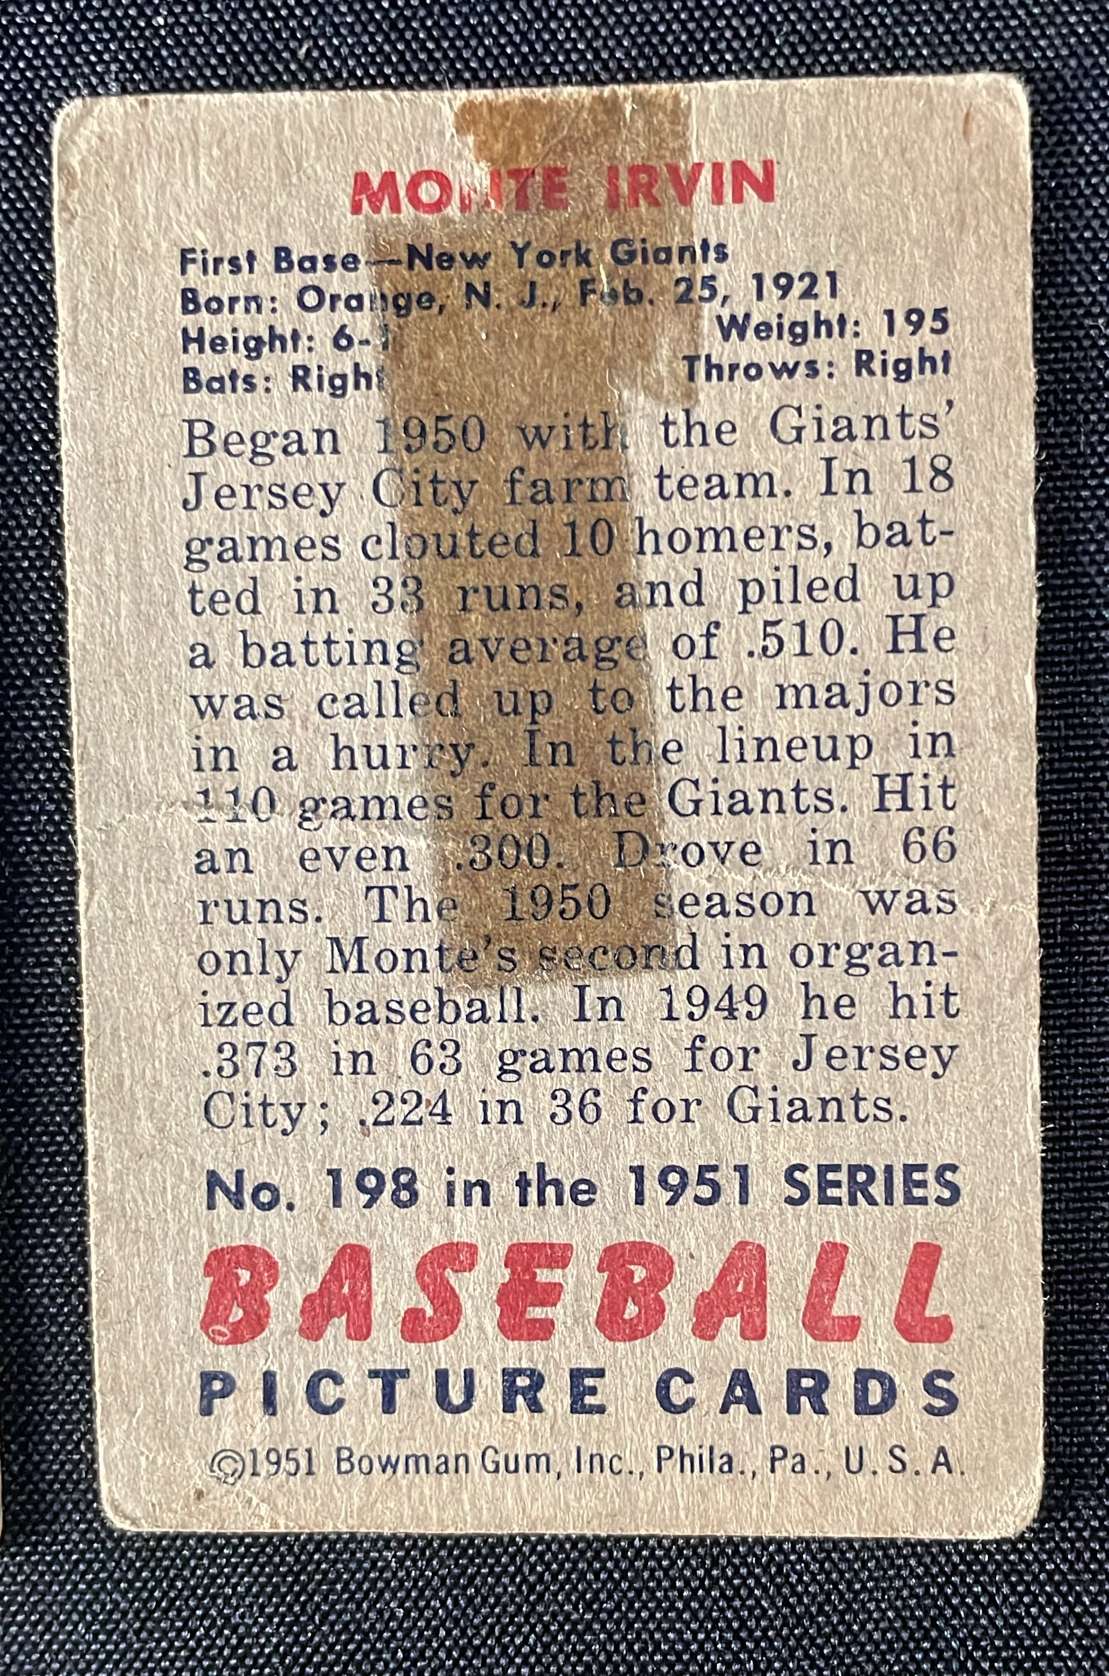 MONTE IRVIN
First Base—New York Giants
Born: Orange, N. J., Feb. 25, 1921
Height: 6-1 Weight: 195
Bats: Right Throws: Right
Began 1950 with the Giants'
Jersey City farm team. In 18
games clouted 10 homers, bat-
ted in 33 runs, and piled up
a batting average of .510. He
was called up to the majors
in a hurry. In the lineup in
110 games for the Giants. Hit
an even .300. Drove in 66
runs. The 1950 season was
only Monte's second in organ-
ized baseball. In 1949 he hit
.373 in 63 games for Jersey
City; .224 in 36 for Giants.
No. 198 in the 1951 SERIES
BASEBALL
PICTURE CARDS
©1951 Bowman Gum, Inc., Phila., Pa., U. S. A.